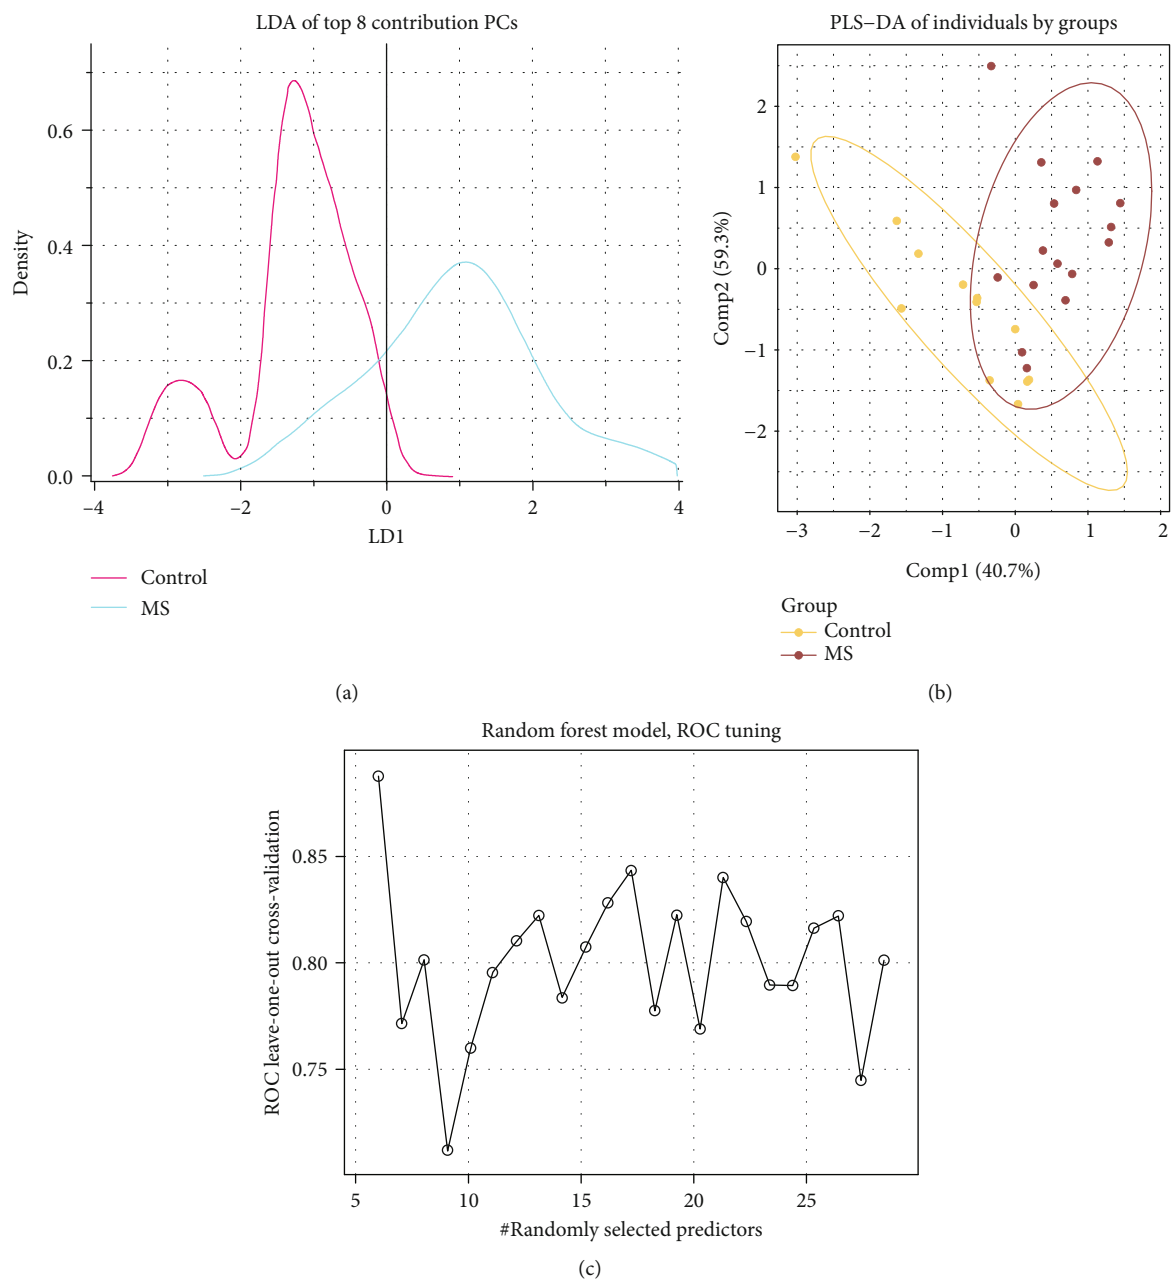 LDA of top 8 contribution PCs
Density
0.6
0.4
0.2
0.0
−4
−2
0
2
4
LD1
Control
MS
(a)
PLS−DA of individuals by groups
Comp2 (59.3%)
2
1
0
−1
−2
−3
−2
−1
0
1
2
Comp1 (40.7%)
Group
Control
MS
(b)
Random forest model, ROC tuning
ROC leave-one-out cross-validation
0.85
0.80
0.75
5
10
15
20
25
#Randomly selected predictors
(c)